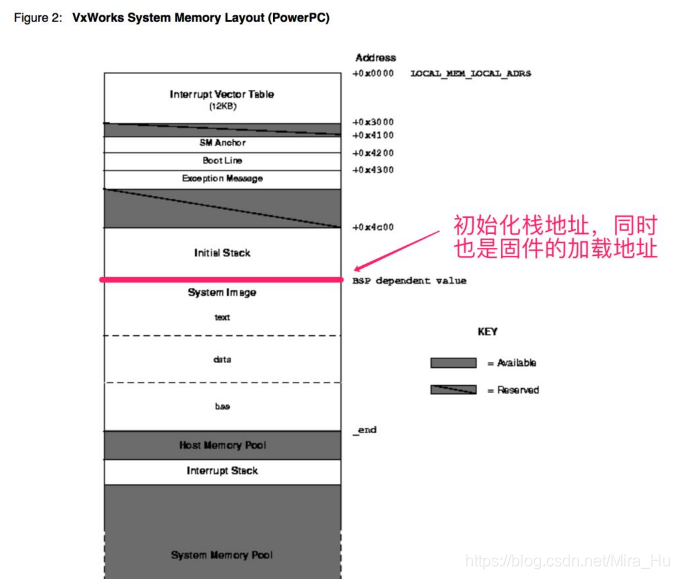 Figure 2: VxWorks System Memory Layout (PowerPC)
Address
+0x0000 LOCAL_MEM_LOCAL_ADRS
Interrupt Vector Table
(12KB)
+0x3000
+0x4100
SM Anchor
+0x4200
Boot Line
+0x4300
Exception Message
+0x4c00
初始化栈地址，同时
也是固件的加载地址
Initial Stack
BSP dependent value
System Image
text
KEY
data
= Available
= Reserved
bss
_end
Host Memory Pool
Interrupt Stack
System Memory Pool
https://blog.csdn.net/Mira_Hu